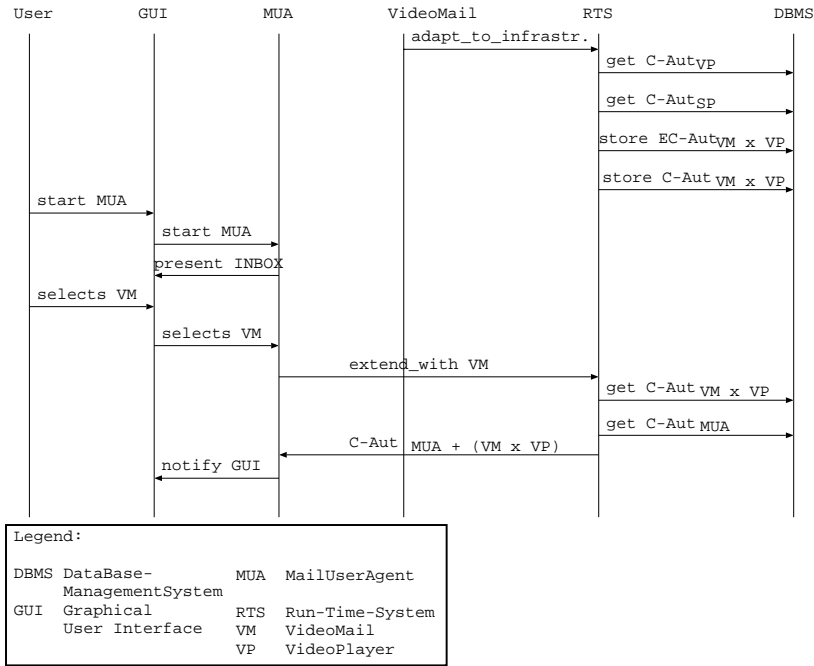 User GUI MUA VideoMail RTS DBMS
adapt_to_infrastr.
get C-Aut VP
get C-Aut SP
store EC-Aut VM x VP
store C-Aut VM x VP
start MUA
start MUA
present INBOX
selects VM
selects VM
extend_with VM
get C-Aut VM x VP
get C-Aut MUA
C-Aut MUA + (VM x VP)
notify GUI
Legend:
DBMS DataBase- MUA MailUserAgent
ManagementSystem
GUI Graphical RTS Run-Time-System
User Interface VM VideoMail
VP VideoPlayer